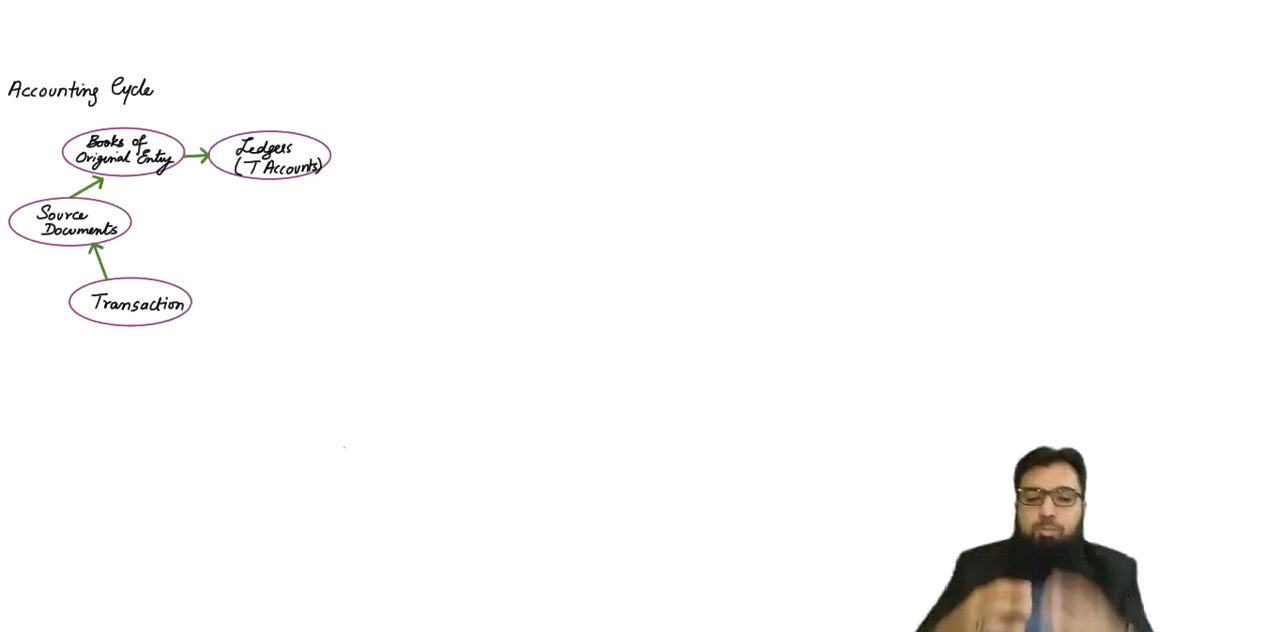 Accounting Cycle
Books of
Original Entry
Ledgers
(T Accounts)
Source
Documents
Transaction